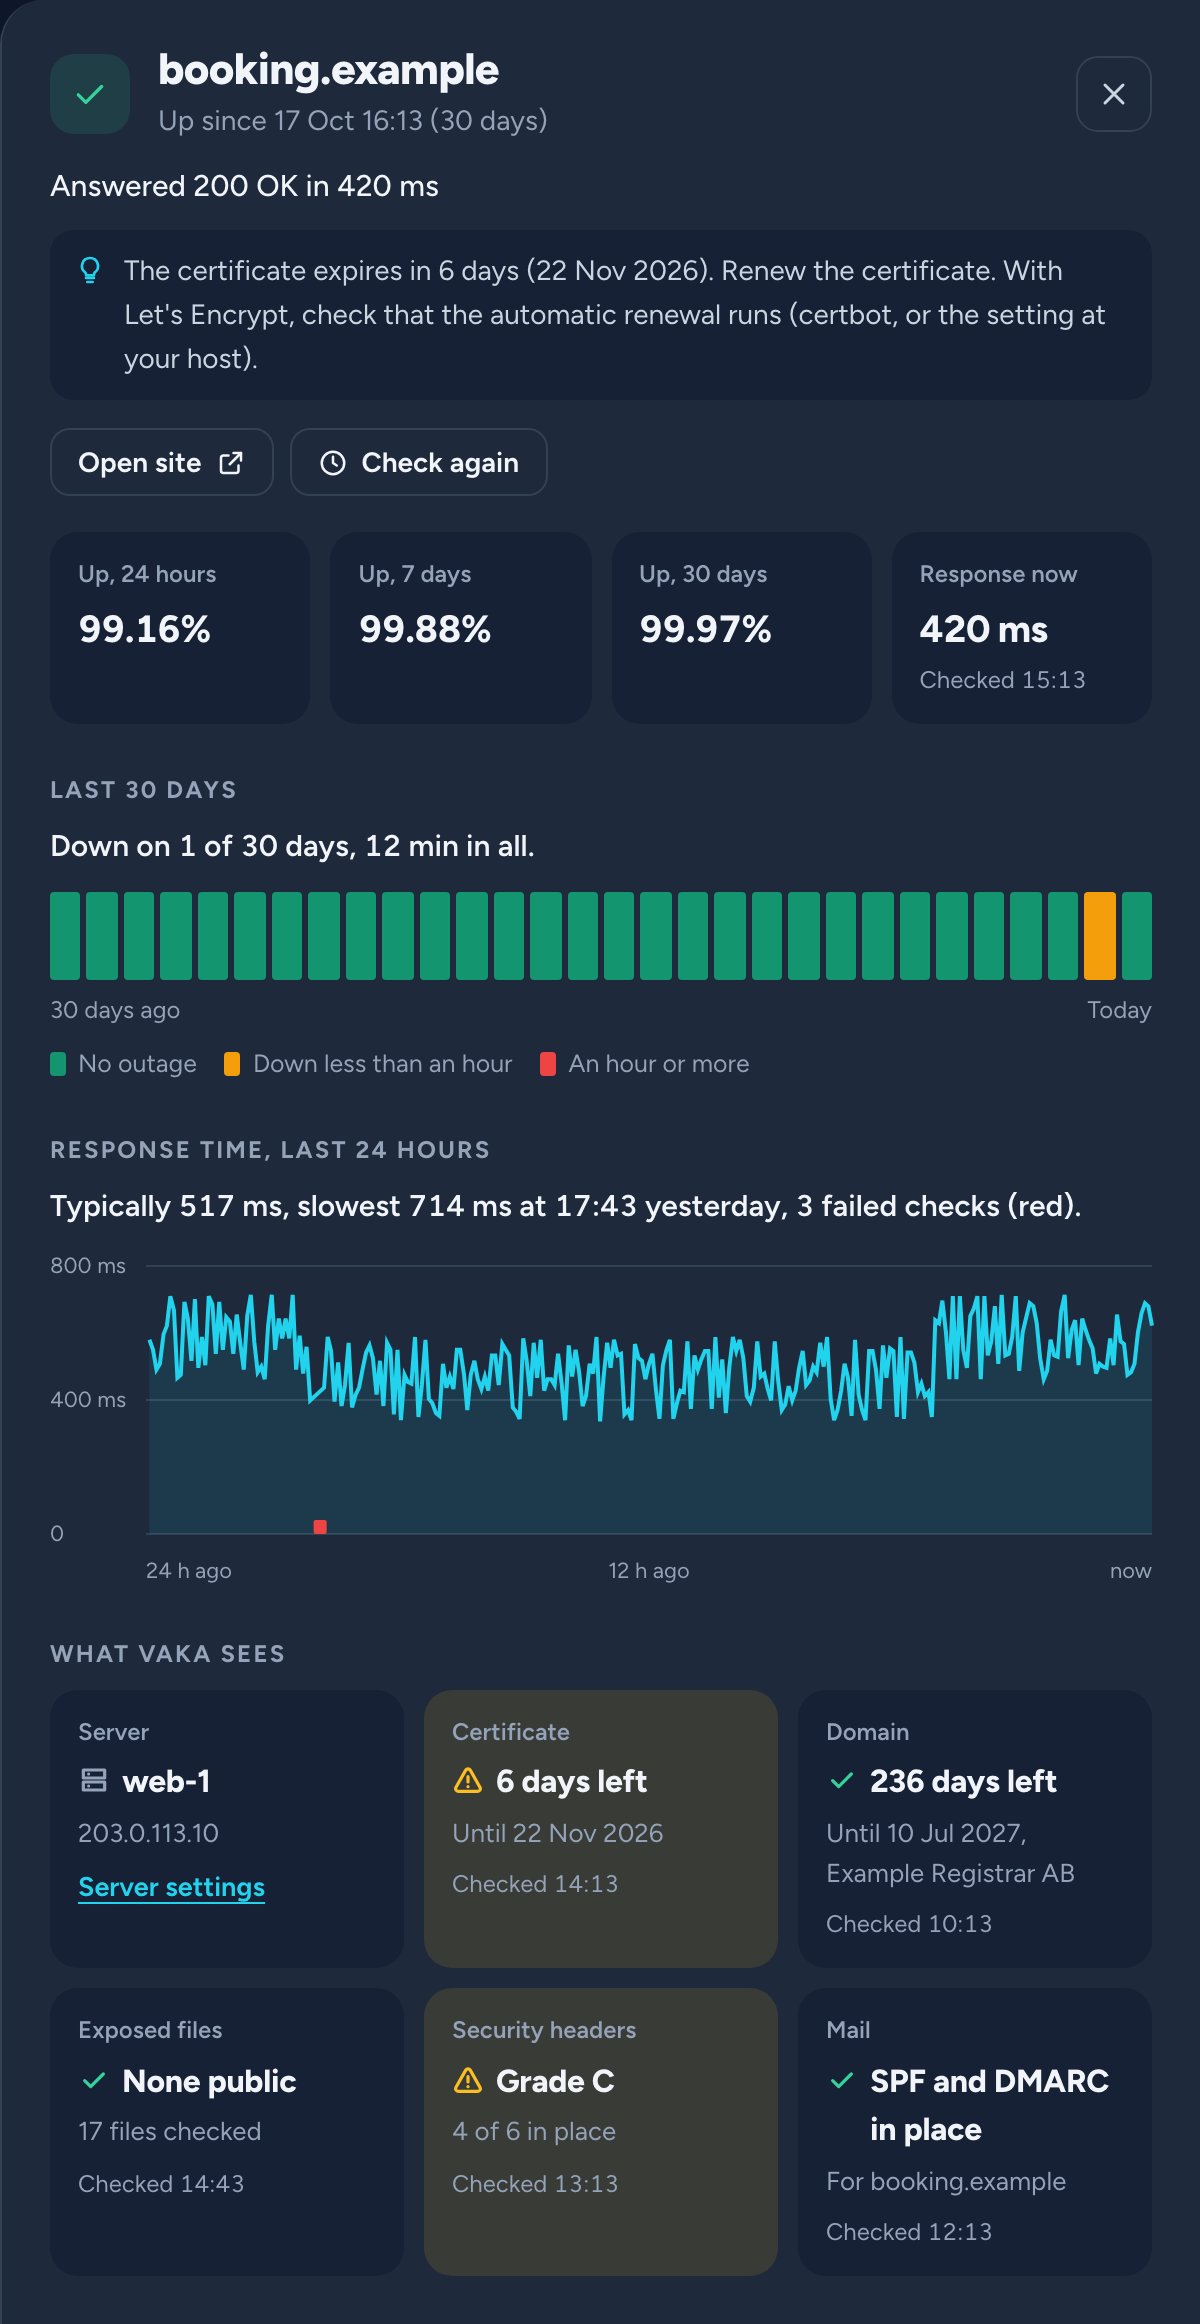 booking.example
Up since 17 Oct 16:13 (30 days)
Answered 200 OK in 420 ms
The certificate expires in 6 days (22 Nov 2026). Renew the certificate. With
Let's Encrypt, check that the automatic renewal runs (certbot, or the setting at
your host).
Open site
Check again
Up, 24 hours
99.16%
Up, 7 days
99.88%
Up, 30 days
99.97%
Response now
420 ms
Checked 15:13
LAST 30 DAYS
Down on 1 of 30 days, 12 min in all.
30 days ago
Today
No outage
Down less than an hour
An hour or more
RESPONSE TIME, LAST 24 HOURS
Typically 517 ms, slowest 714 ms at 17:43 yesterday, 3 failed checks (red).
800 ms
400 ms
0
24 h ago
12 h ago
now
WHAT VAKA SEES
Server
web-1
203.0.113.10
Server settings
Certificate
6 days left
Until 22 Nov 2026
Checked 14:13
Domain
236 days left
Until 10 Jul 2027,
Example Registrar AB
Checked 10:13
Exposed files
None public
17 files checked
Checked 14:43
Security headers
Grade C
4 of 6 in place
Checked 13:13
Mail
SPF and DMARC
in place
For booking.example
Checked 12:13